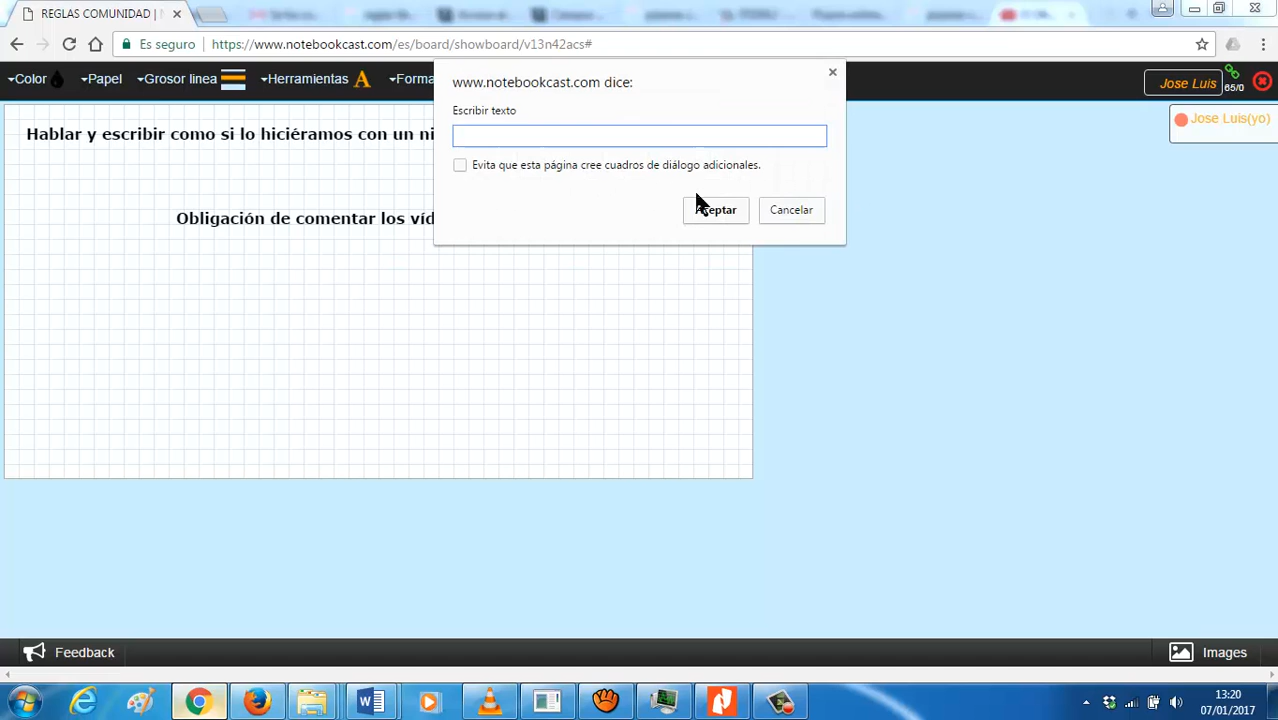 REGLAS COMUNIDAD | N
Es seguro
https://www.notebookcast.com/es/board/showboard/v13n42acs#
Color
Papel
Grosor linea
Herramientas
A
Forma
Jose Luis
65/0
www.notebookcast.com dice:
Escribir texto
Evita que esta página cree cuadros de diálogo adicionales.
Aceptar
Cancelar
Jose Luis(yo)
Hablar y escribir como si lo hiciéramos con un ni
Obligación de comentar los víd
Feedback
Images
13:20
07/01/2017